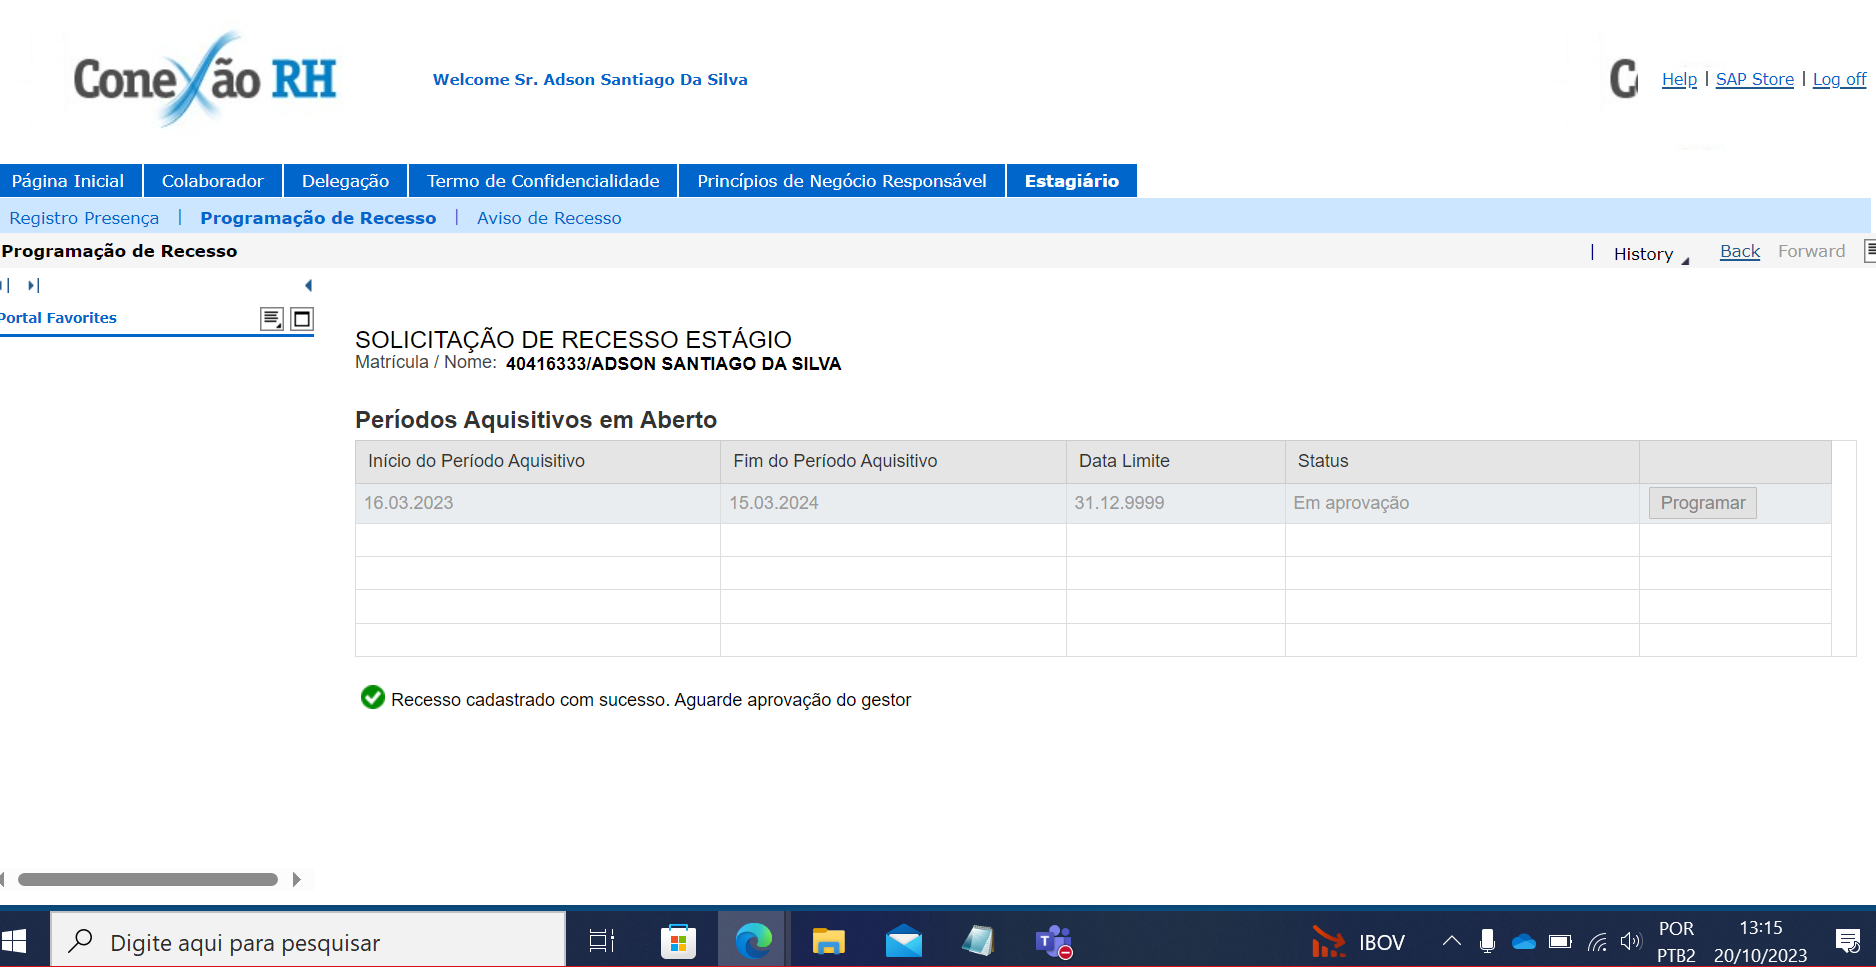 Conexão RH
Welcome Sr. Adson Santiago Da Silva
Help | SAP Store | Log off
Página Inicial Colaborador Delegação Termo de Confidencialidade Princípios de Negócio Responsável Estagiário
Registro Presença | Programação de Recesso | Aviso de Recesso
Programação de Recesso
| History Back Forward
Portal Favorites
SOLICITAÇÃO DE RECESSO ESTÁGIO
Matrícula / Nome: 40416333/ADSON SANTIAGO DA SILVA
Períodos Aquisitivos em Aberto
Início do Período Aquisitivo Fim do Período Aquisitivo Data Limite Status
16.03.2023 15.03.2024 31.12.9999 Em aprovação Programar
Recesso cadastrado com sucesso. Aguarde aprovação do gestor
Digite aqui para pesquisar
IBOV
POR
PTB2
13:15
20/10/2023